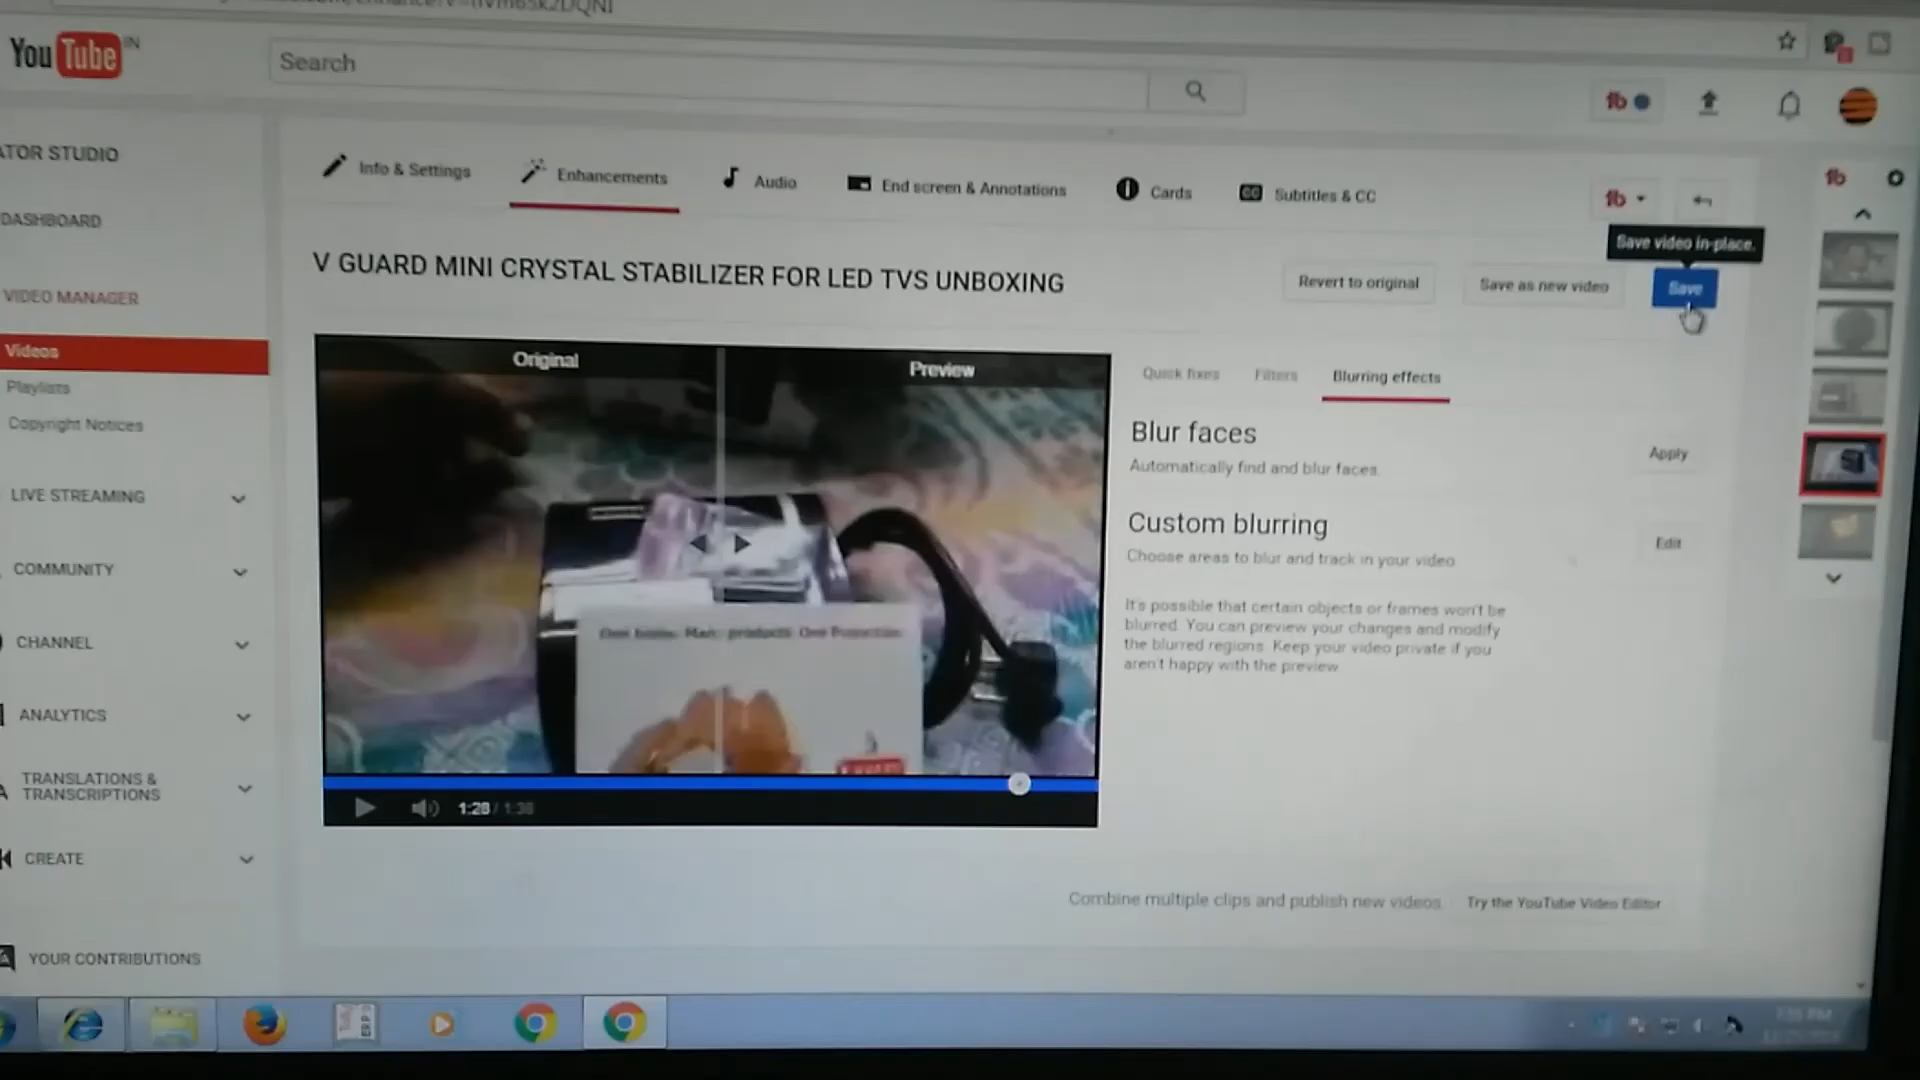 YouTube IN
Search
ATOR STUDIO
DASHBOARD
VIDEO MANAGER
Videos
Playlists
Copyright Notices
LIVE STREAMING
COMMUNITY
CHANNEL
ANALYTICS
TRANSLATIONS &
TRANSCRIPTIONS
CREATE
YOUR CONTRIBUTIONS
Info & Settings
Enhancements
Audio
End screen & Annotations
Cards
CC Subtitles & CC
Save video in-place.
V GUARD MINI CRYSTAL STABILIZER FOR LED TVS UNBOXING
Revert to original
Save as new video
Save
Original
Preview
1:28 / 1:38
Quick fixes
Filters
Blurring effects
Blur faces
Automatically find and blur faces.
Apply
Custom blurring
Choose areas to blur and track in your video
Edit
It's possible that certain objects or frames won't be
blurred. You can preview your changes and modify
the blurred regions. Keep your video private if you
aren't happy with the preview.
Combine multiple clips and publish new videos.
Try the YouTube Video Editor